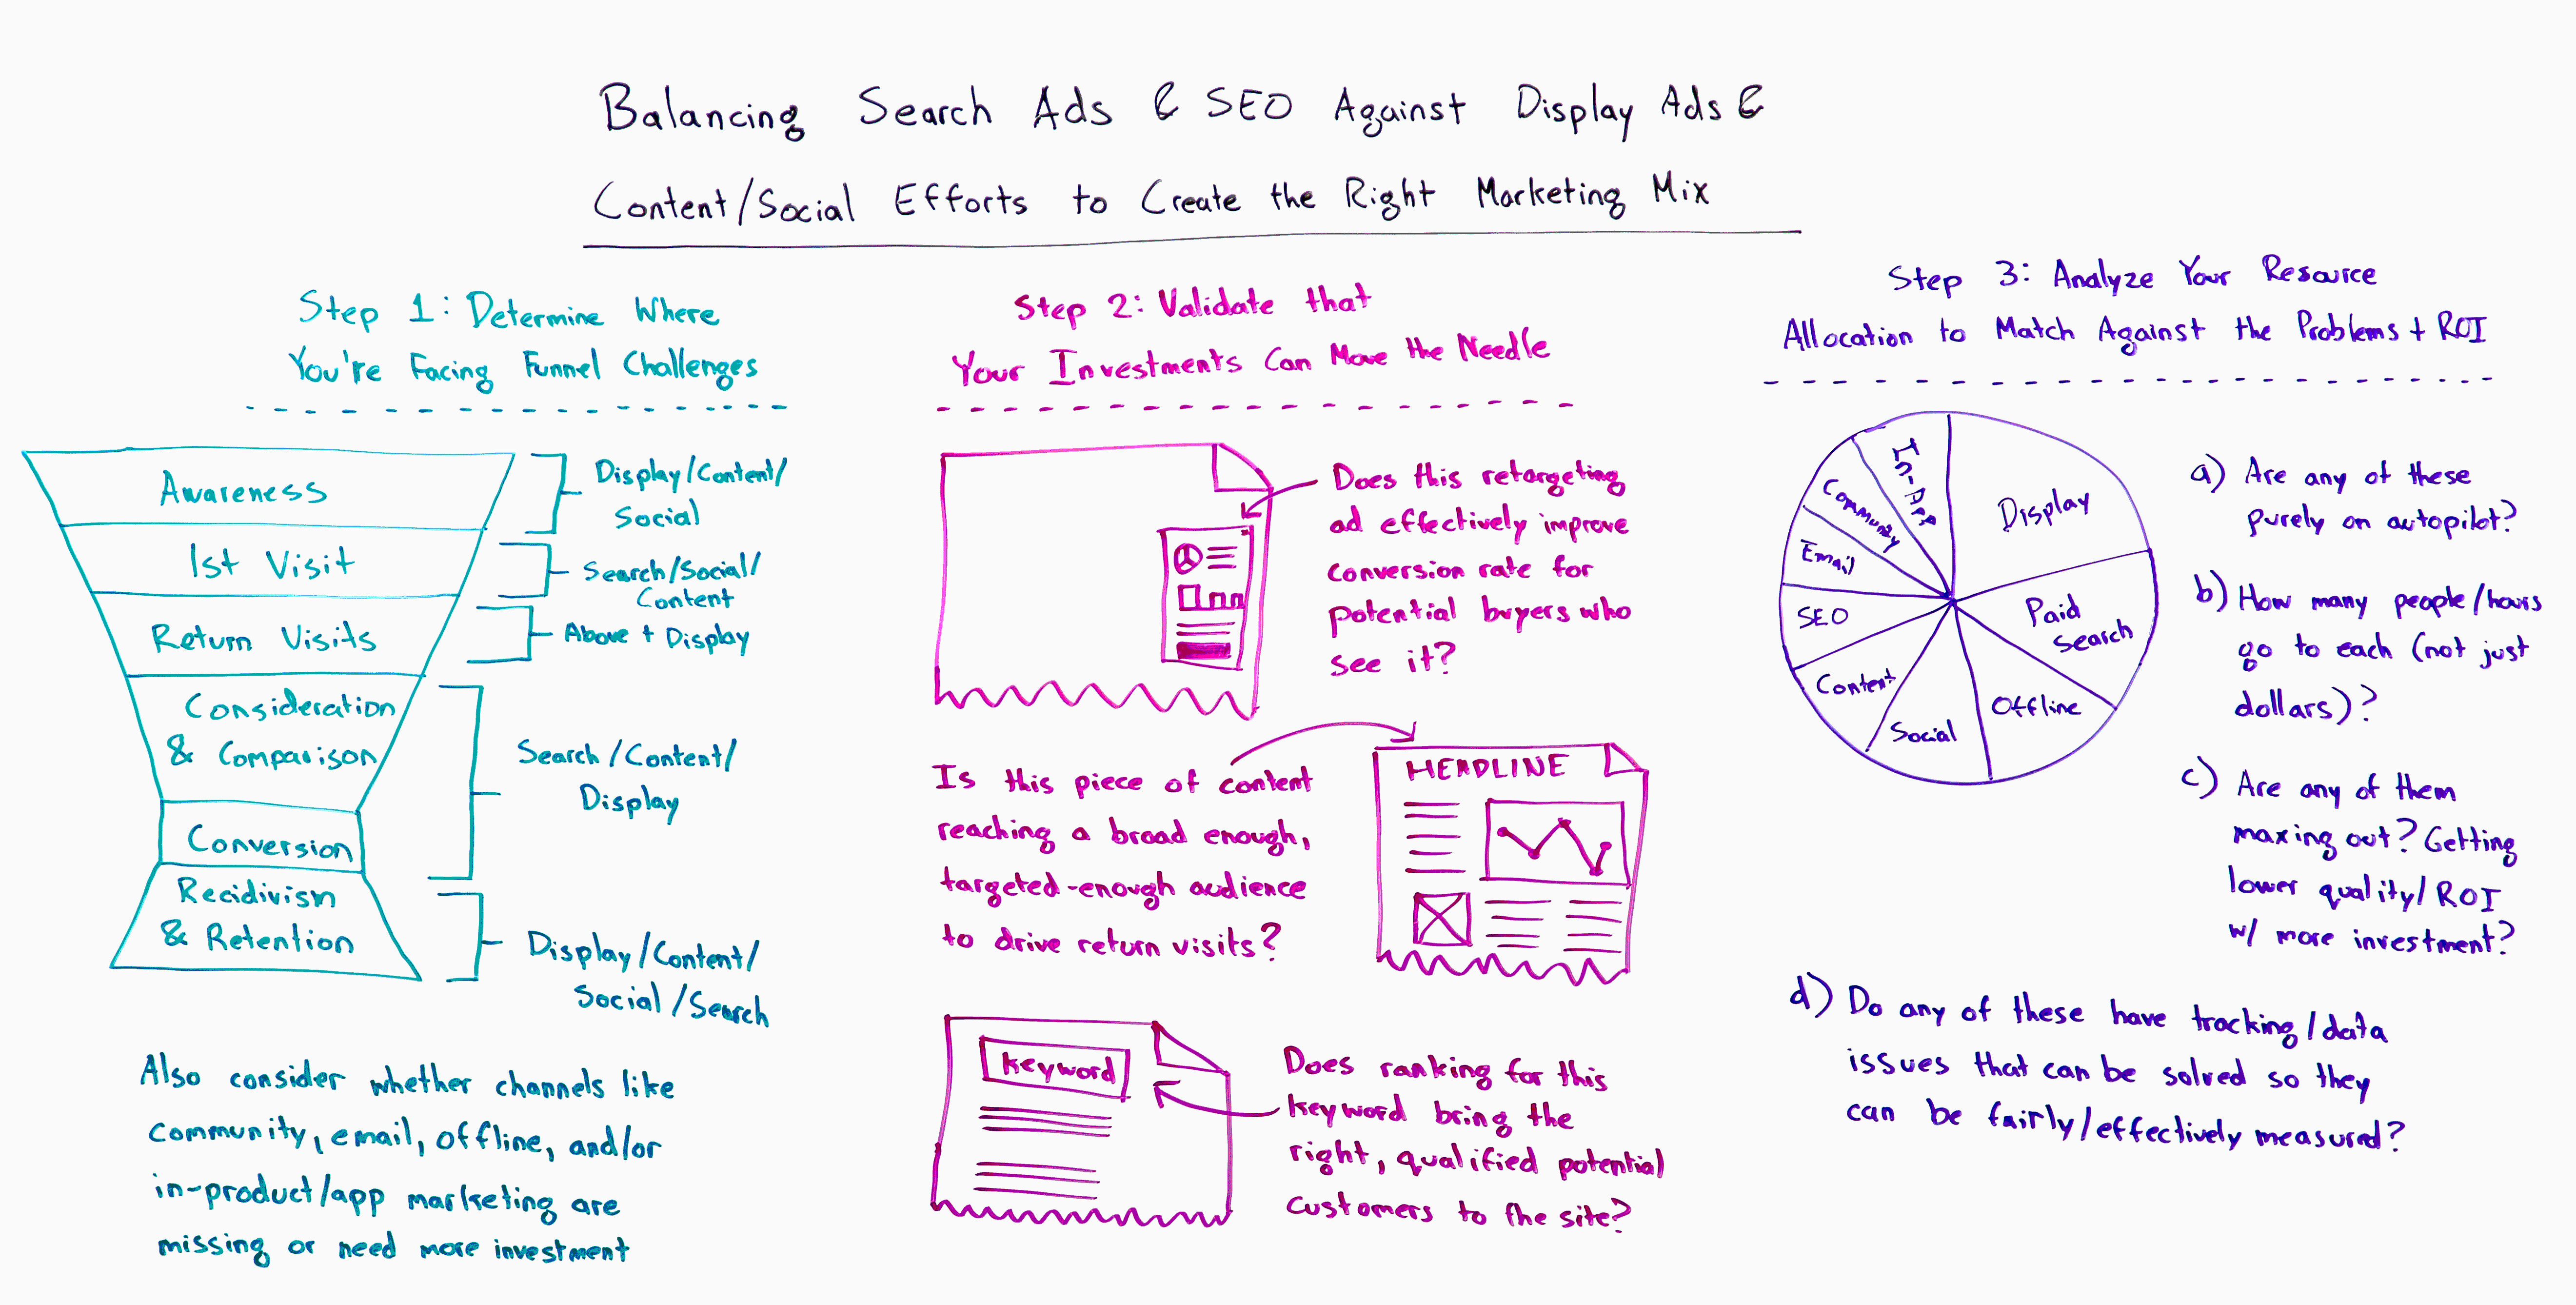 Balancing Search Ads & SEO Against Display Ads &
Content/Social Efforts to Create the Right Marketing Mix
Step 1: Determine Where
You're Facing Funnel Challenges
Awareness
Display/Content/
Social
1st Visit
Search/Social/
Content
Return Visits
Above + Display
Consideration
& Comparison
Search/Content/
Display
Conversion
Recidivism
& Retention
Display/Content/
Social/Search
Also consider whether channels like
community, email, offline, and/or
in-product/app marketing are
missing or need more investment
Step 2: Validate that
Your Investments Can Move the Needle
Does this retargeting
ad effectively improve
conversion rate for
potential buyers who
see it?
Is this piece of content
reaching a broad enough,
targeted-enough audience
to drive return visits?
HEADLINE
keyword
Does ranking for this
keyword bring the
right, qualified potential
customers to the site?
Step 3: Analyze Your Resource
Allocation to Match Against the Problems + ROI
In-App
Display
Community
Email
SEO
Paid
Search
Content
Social
Offline
a) Are any of these
purely on autopilot?
b) How many people/hours
go to each (not just
dollars)?
c) Are any of them
maxing out? Getting
lower quality/ROI
w/ more investment?
d) Do any of these have tracking/data
issues that can be solved so they
can be fairly/effectively measured?